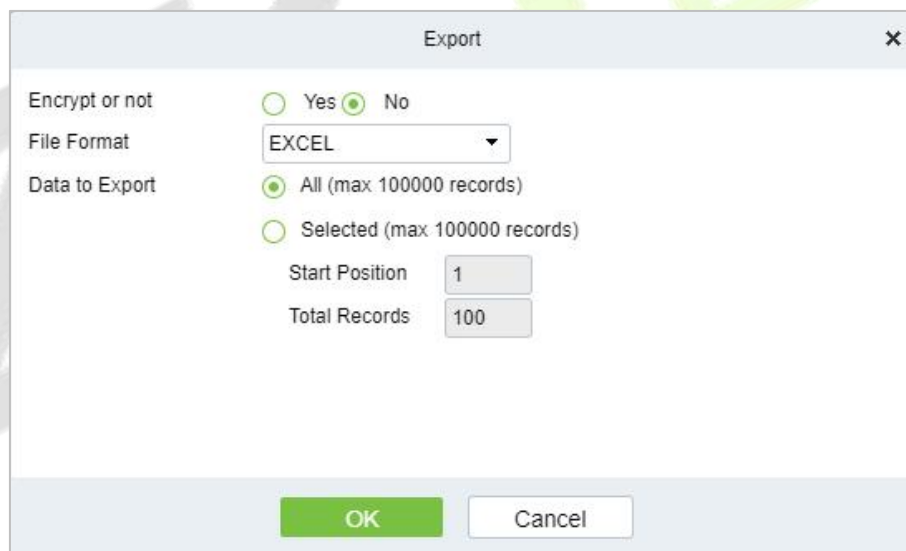 Export
Encrypt or not Yes No
File Format EXCEL
Data to Export All (max 100000 records)
Selected (max 100000 records)
Start Position 1
Total Records 100
OK Cancel